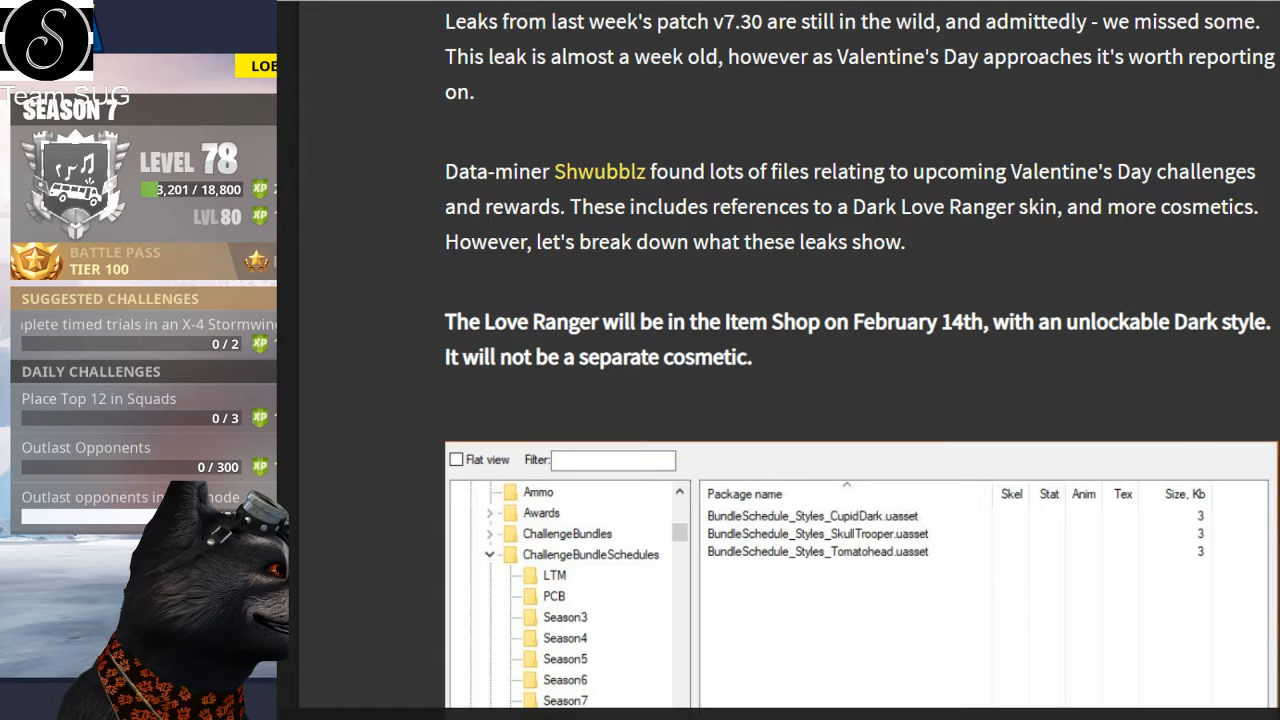 S
Team SUG
LOB
SEASON 7
LEVEL 78
3,201 / 18,800 XP
LVL 80 XP
BATTLE PASS
TIER 100
SUGGESTED CHALLENGES
plete timed trials in an X-4 Stormwin
0 / 2 XP
DAILY CHALLENGES
Place Top 12 in Squads
0 / 3 XP
Outlast Opponents
0 / 300 XP
Outlast opponents in mode
Leaks from last week's patch v7.30 are still in the wild, and admittedly - we missed some.
This leak is almost a week old, however as Valentine's Day approaches it's worth reporting
on.
Data-miner Shwubblz found lots of files relating to upcoming Valentine's Day challenges
and rewards. These includes references to a Dark Love Ranger skin, and more cosmetics.
However, let's break down what these leaks show.
The Love Ranger will be in the Item Shop on February 14th, with an unlockable Dark style.
It will not be a separate cosmetic.
Flat view Filter:
Ammo
Awards
ChallengeBundles
ChallengeBundleSchedules
LTM
PCB
Season3
Season4
Season5
Season6
Season7
Package name Skel Stat Anim Tex Size, Kb
BundleSchedule_Styles_CupidDark.uasset 3
BundleSchedule_Styles_SkullTrooper.uasset 3
BundleSchedule_Styles_Tomatohead.uasset 3